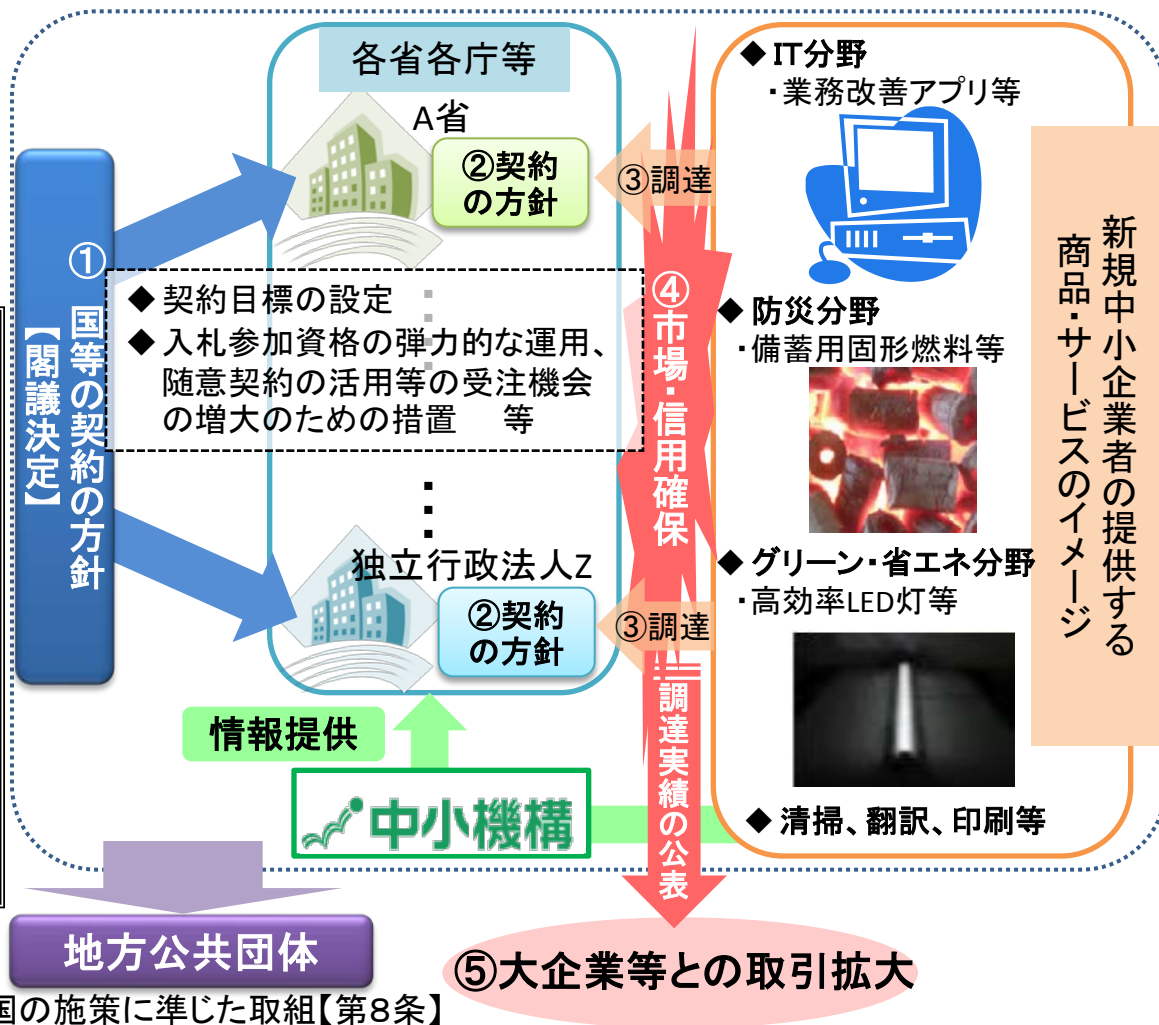 各省各庁等
A省
②契約
の方針
③調達
①
国等の契約の方針
【閣議決定】
◆ 契約目標の設定
◆ 入札参加資格の弾力的な運用、
随意契約の活用等の受注機会
の増大のための措置 等
独立行政法人Z
②契約
の方針
③調達
④市場・信用確保
調達実績の公表
◆ IT分野
・業務改善アプリ等
◆ 防災分野
・備蓄用固形燃料等
◆ グリーン・省エネ分野
・高効率LED灯等
◆ 清掃、翻訳、印刷等
新規中小企業者の提供する
商品・サービスのイメージ
情報提供
中小機構
地方公共団体
国の施策に準じた取組【第8条】
⑤大企業等との取引拡大